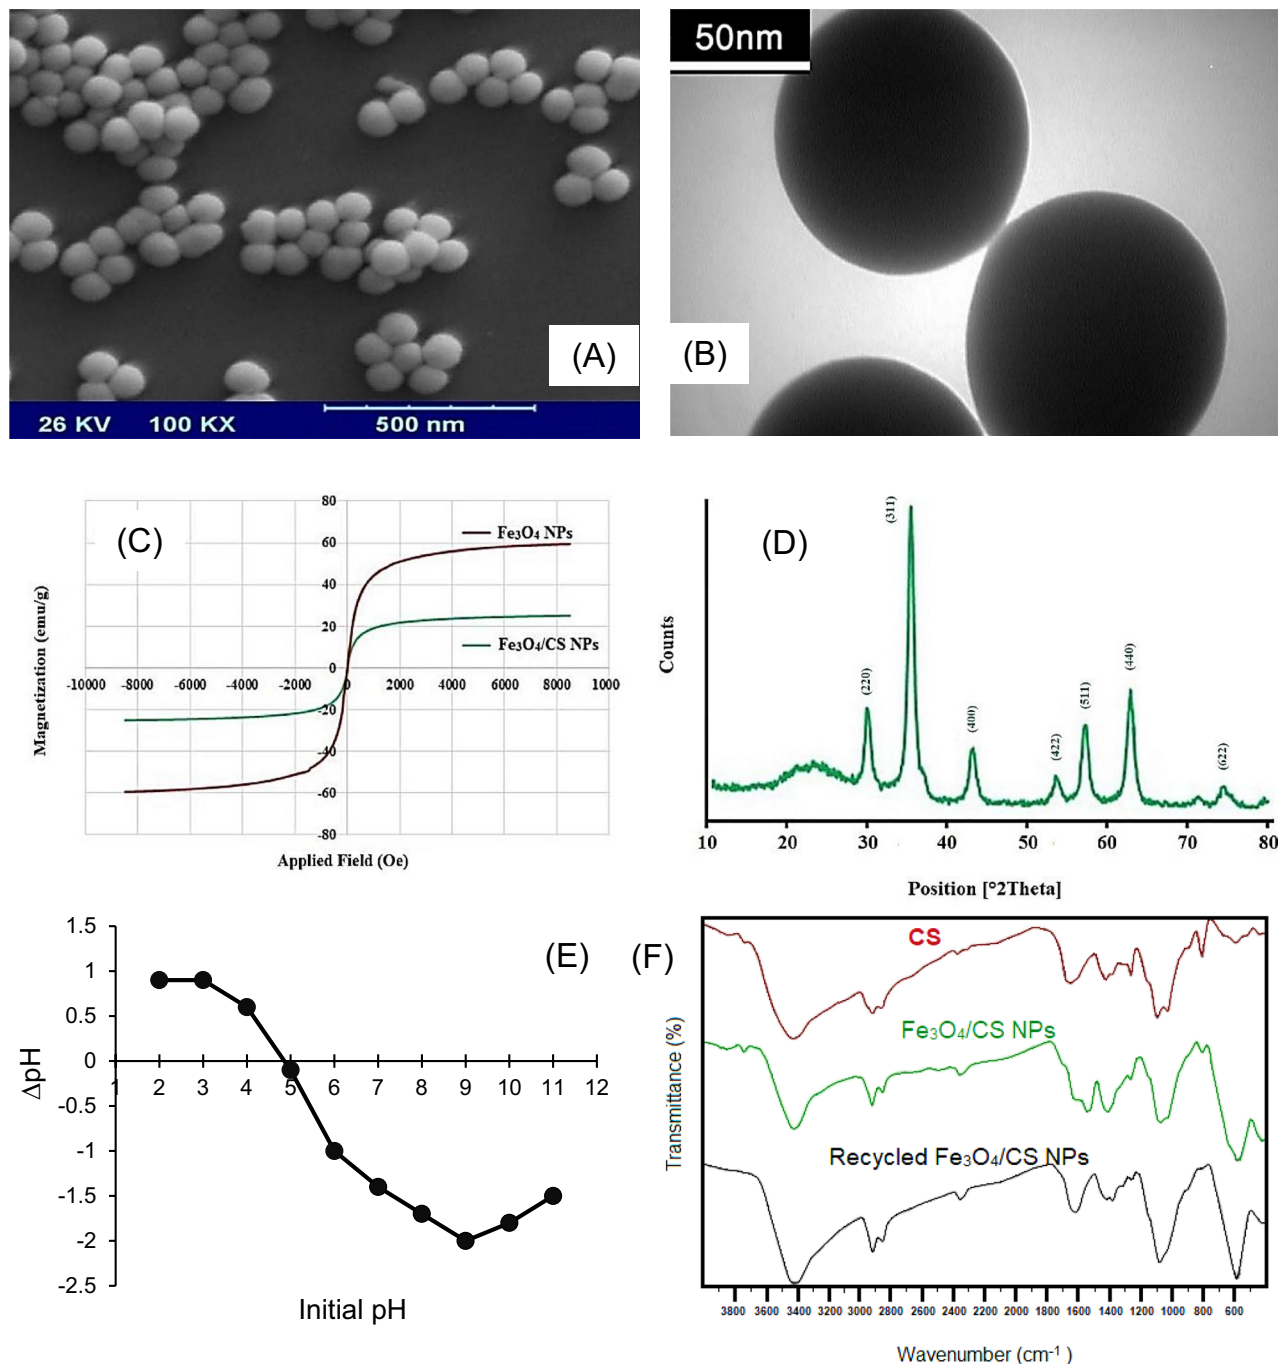 (A)
26 KV 100 KX 500 nm
50nm
(B)
(C)
Fe₃O₄ NPs
Fe₃O₄/CS NPs
80
60
40
20
0
-20
-40
-60
-80
-10000 -8000 -6000 -4000 -2000 0 2000 4000 6000 8000 1000
Magnetization (emu/g)
Applied Field (Oe)
(D)
(220)
(311)
(400)
(422)
(511)
(440)
(622)
Counts
10 20 30 40 50 60 70 80
Position [°2Theta]
(E)
1.5
1
0.5
0
-0.5
-1
-1.5
-2
-2.5
1 2 3 4 5 6 7 8 9 10 11 12
ΔpH
Initial pH
(F)
CS
Fe₃O₄/CS NPs
Recycled Fe₃O₄/CS NPs
Transmittance (%)
3800 3600 3400 3200 3000 2800 2600 2400 2200 2000 1800 1600 1400 1200 1000 800 600
Wavenumber (cm⁻¹ )